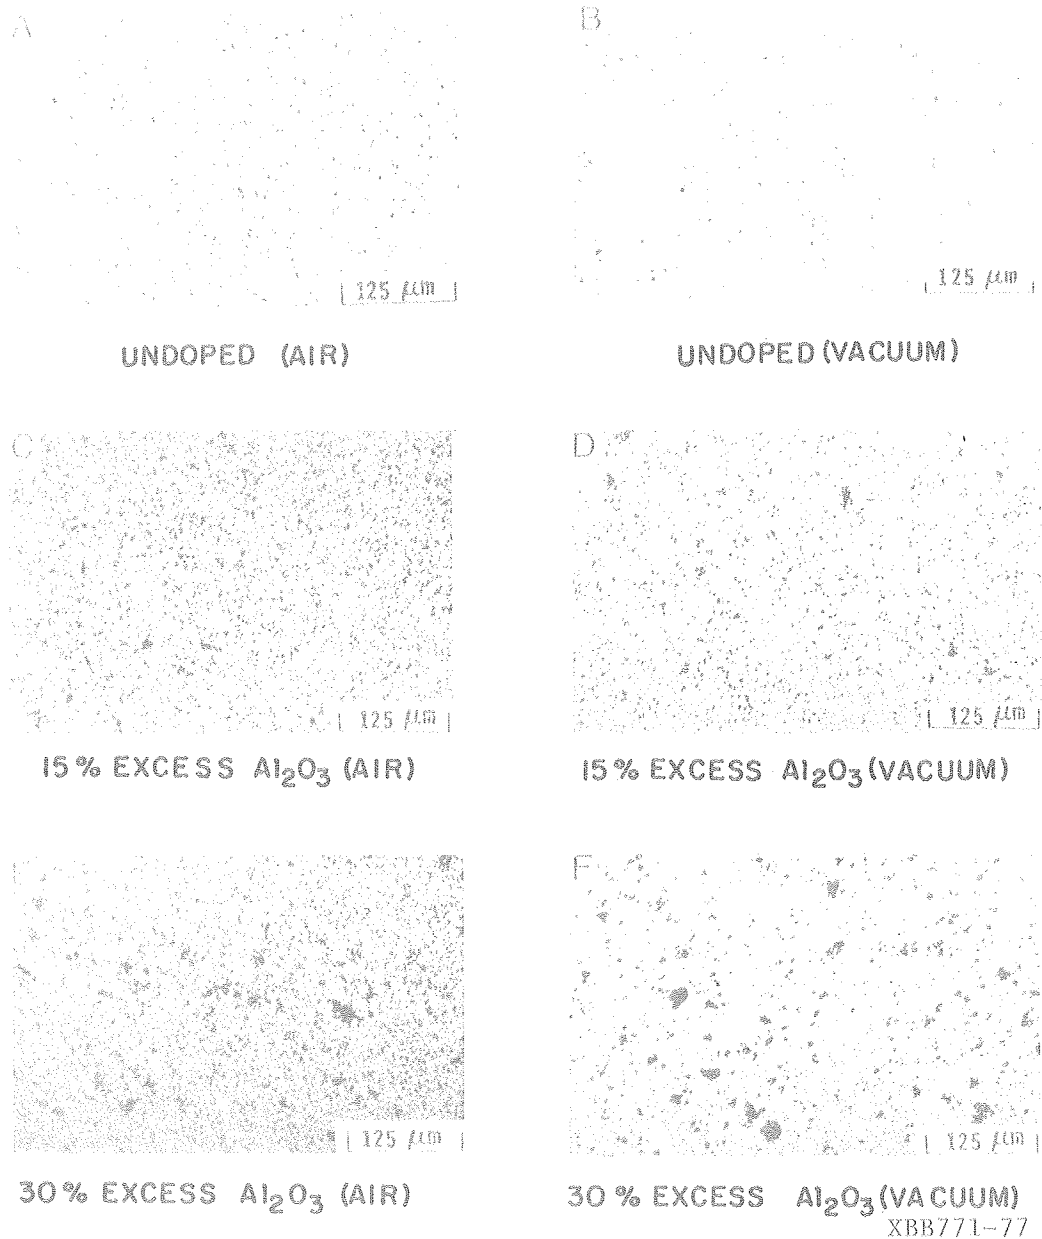 A
B
125 μm
125 μm
UNDOPED (AIR)
UNDOPED (VACUUM)
C
D
125 μm
125 μm
15% EXCESS Al₂O₃ (AIR)
15% EXCESS Al₂O₃ (VACUUM)
F
125 μm
125 μm
30% EXCESS Al₂O₃ (AIR)
30% EXCESS Al₂O₃ (VACUUM)
XBB771-77